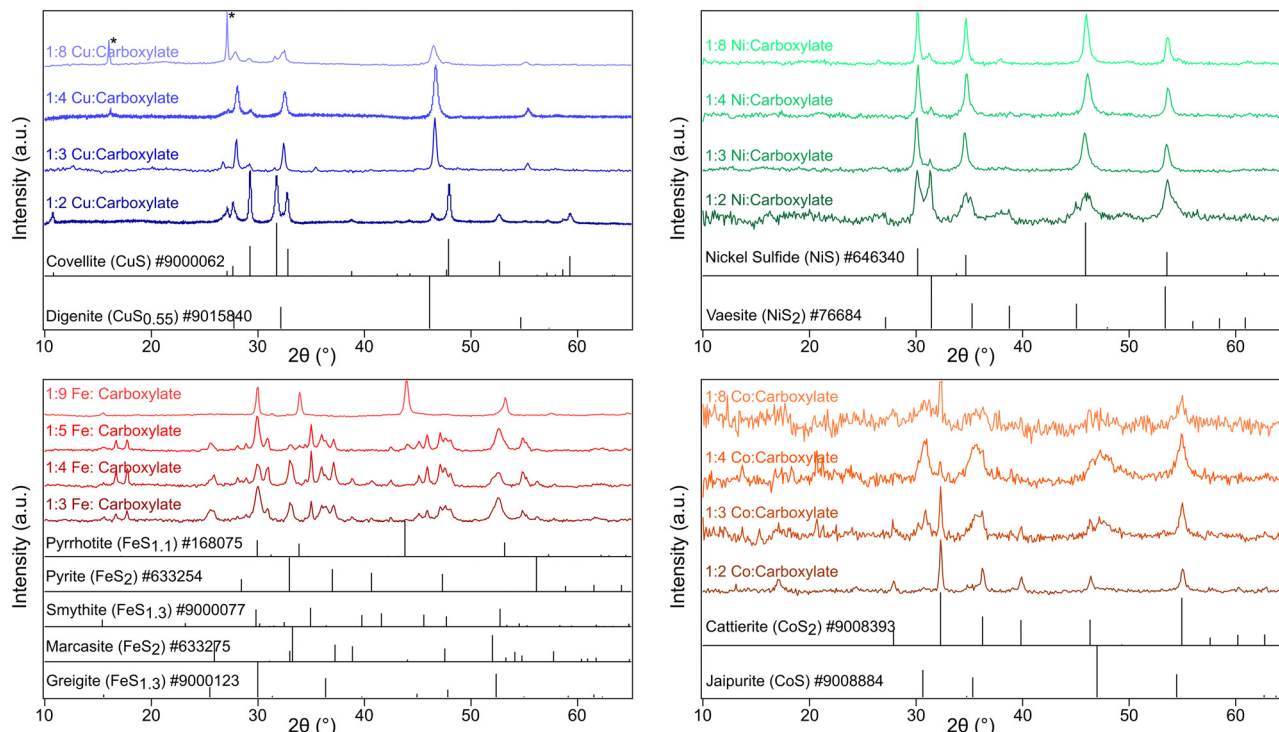 *
*
1:8 Cu:Carboxylate
1:4 Cu:Carboxylate
1:3 Cu:Carboxylate
1:2 Cu:Carboxylate
Covellite (CuS) #9000062
Digenite (CuS0.55) #9015840
Intensity (a.u.)
10 20 30 40 50 60
2θ (°)
1:8 Ni:Carboxylate
1:4 Ni:Carboxylate
1:3 Ni:Carboxylate
1:2 Ni:Carboxylate
Nickel Sulfide (NiS) #646340
Vaesite (NiS2) #76684
Intensity (a.u.)
10 20 30 40 50 60
2θ (°)
1:9 Fe: Carboxylate
1:5 Fe: Carboxylate
1:4 Fe: Carboxylate
1:3 Fe: Carboxylate
Pyrrhotite (FeS1.1) #168075
Pyrite (FeS2) #633254
Smythite (FeS1.3) #9000077
Marcasite (FeS2) #633275
Greigite (FeS1.3) #9000123
Intensity (a.u.)
10 20 30 40 50 60
2θ (°)
1:8 Co:Carboxylate
1:4 Co:Carboxylate
1:3 Co:Carboxylate
1:2 Co:Carboxylate
Cattierite (CoS2) #9008393
Jaipurite (CoS) #9008884
Intensity (a.u.)
10 20 30 40 50 60
2θ (°)